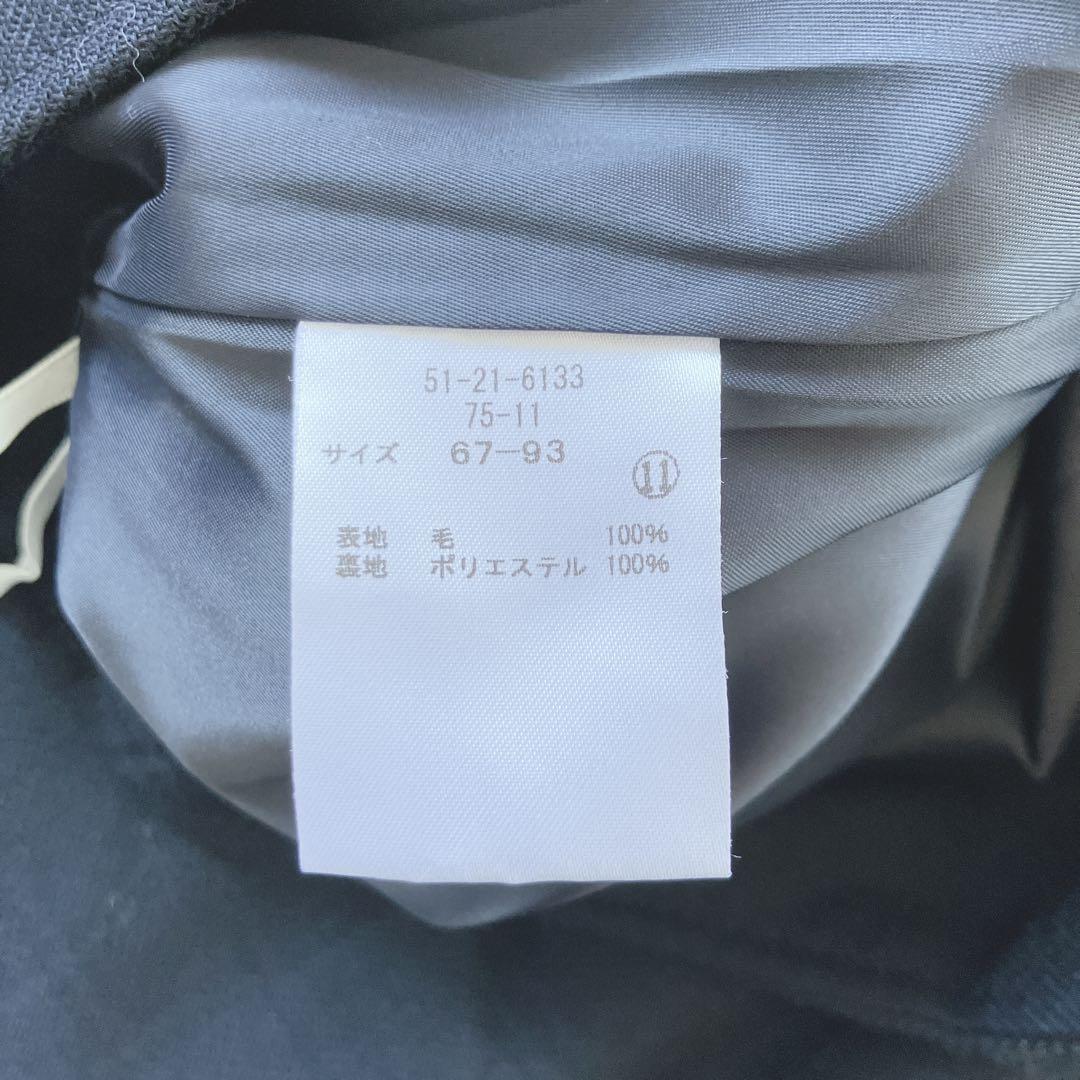 51-21-6133
75-11
サイズ 67-93
⑪
表地 毛 100%
裏地 ポリエステル 100%